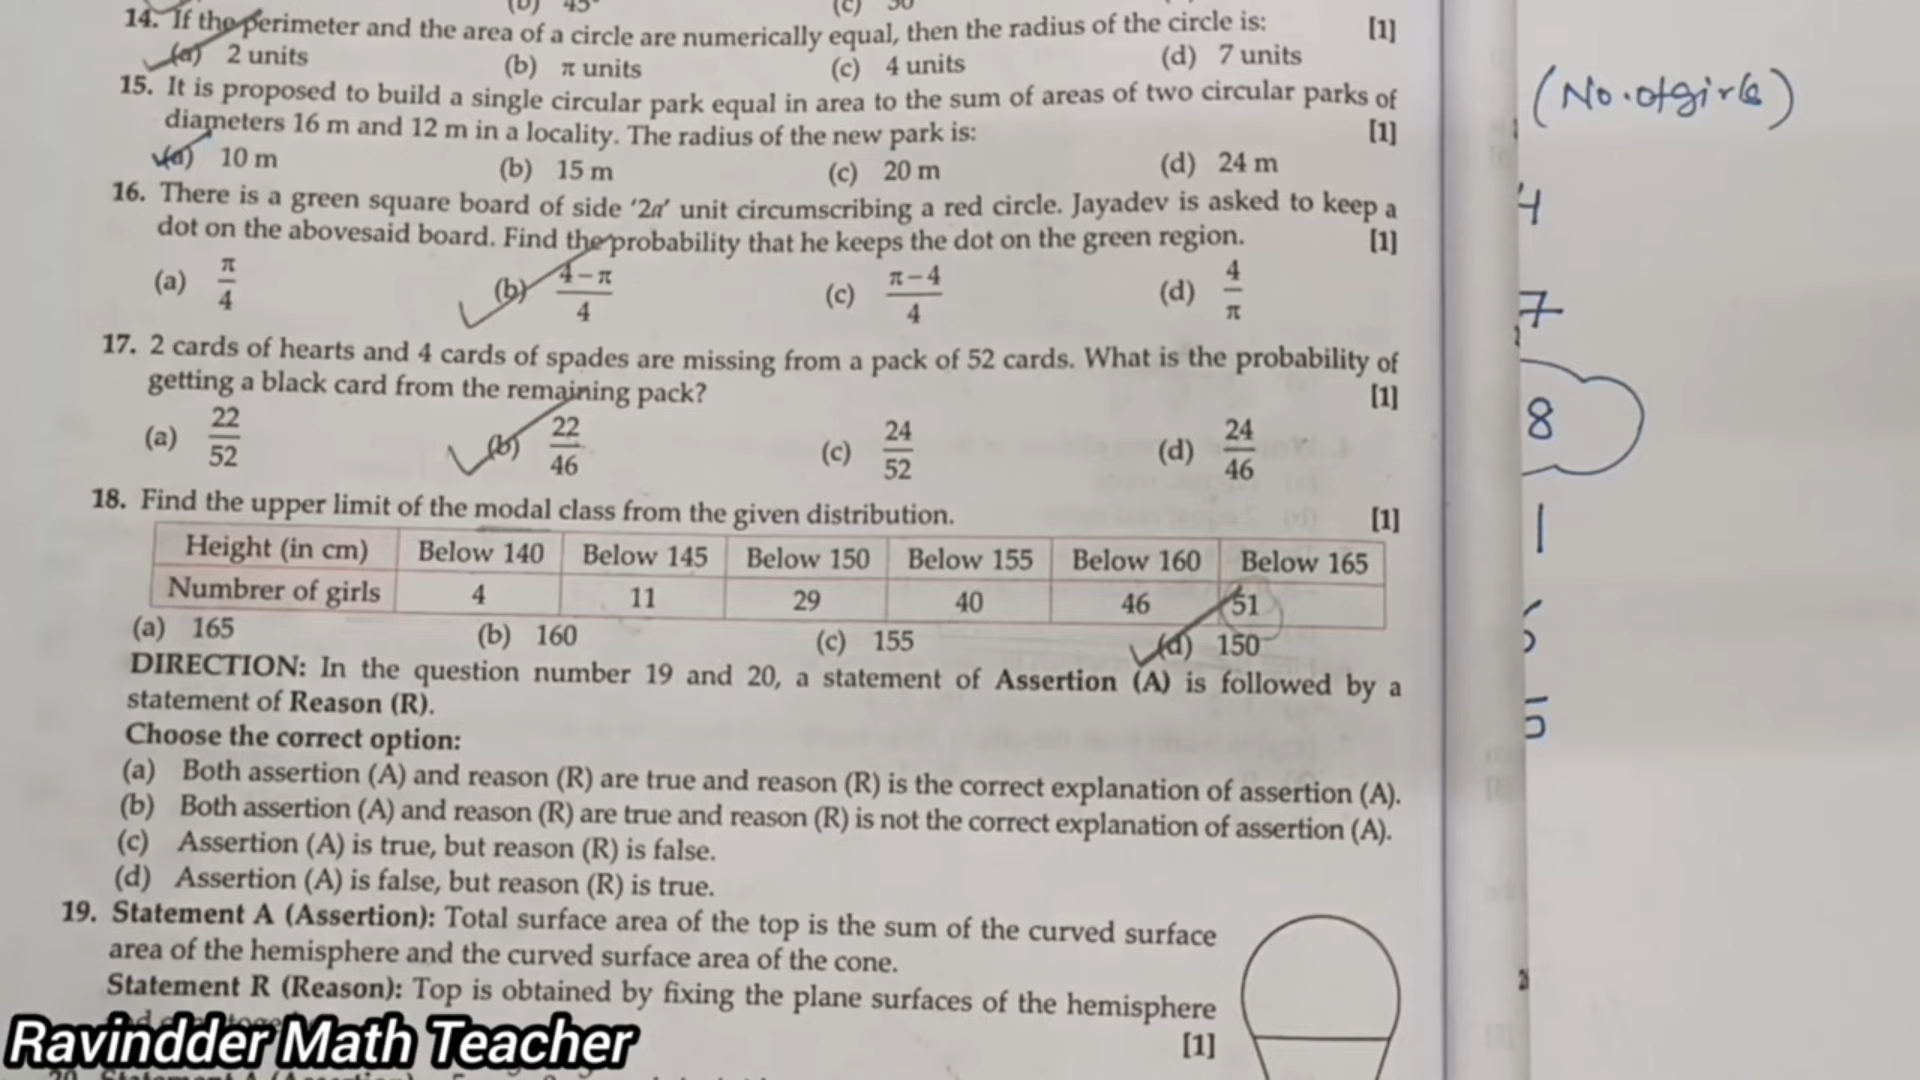 (b) 45 (c) 30
14. If the perimeter and the area of a circle are numerically equal, then the radius of the circle is: [1]
(a) 2 units (b) π units (c) 4 units (d) 7 units
15. It is proposed to build a single circular park equal in area to the sum of areas of two circular parks of
diameters 16 m and 12 m in a locality. The radius of the new park is: [1]
(a) 10 m (b) 15 m (c) 20 m (d) 24 m
16. There is a green square board of side '2a' unit circumscribing a red circle. Jayadev is asked to keep a
dot on the abovesaid board. Find the probability that he keeps the dot on the green region. [1]
(a) π/4 (b) 4-π/4 (c) π-4/4 (d) 4/π
17. 2 cards of hearts and 4 cards of spades are missing from a pack of 52 cards. What is the probability of
getting a black card from the remaining pack? [1]
(a) 22/52 (b) 22/46 (c) 24/52 (d) 24/46
18. Find the upper limit of the modal class from the given distribution. [1]
Height (in cm) Below 140 Below 145 Below 150 Below 155 Below 160 Below 165
Numbrer of girls 4 11 29 40 46 51
(a) 165 (b) 160 (c) 155 (d) 150
DIRECTION: In the question number 19 and 20, a statement of Assertion (A) is followed by a
statement of Reason (R).
Choose the correct option:
(a) Both assertion (A) and reason (R) are true and reason (R) is the correct explanation of assertion (A).
(b) Both assertion (A) and reason (R) are true and reason (R) is not the correct explanation of assertion (A).
(c) Assertion (A) is true, but reason (R) is false.
(d) Assertion (A) is false, but reason (R) is true.
19. Statement A (Assertion): Total surface area of the top is the sum of the curved surface
area of the hemisphere and the curved surface area of the cone.
Statement R (Reason): Top is obtained by fixing the plane surfaces of the hemisphere
[1]
Ravindder Math Teacher
(No. of girls)
4
7
8
1
5